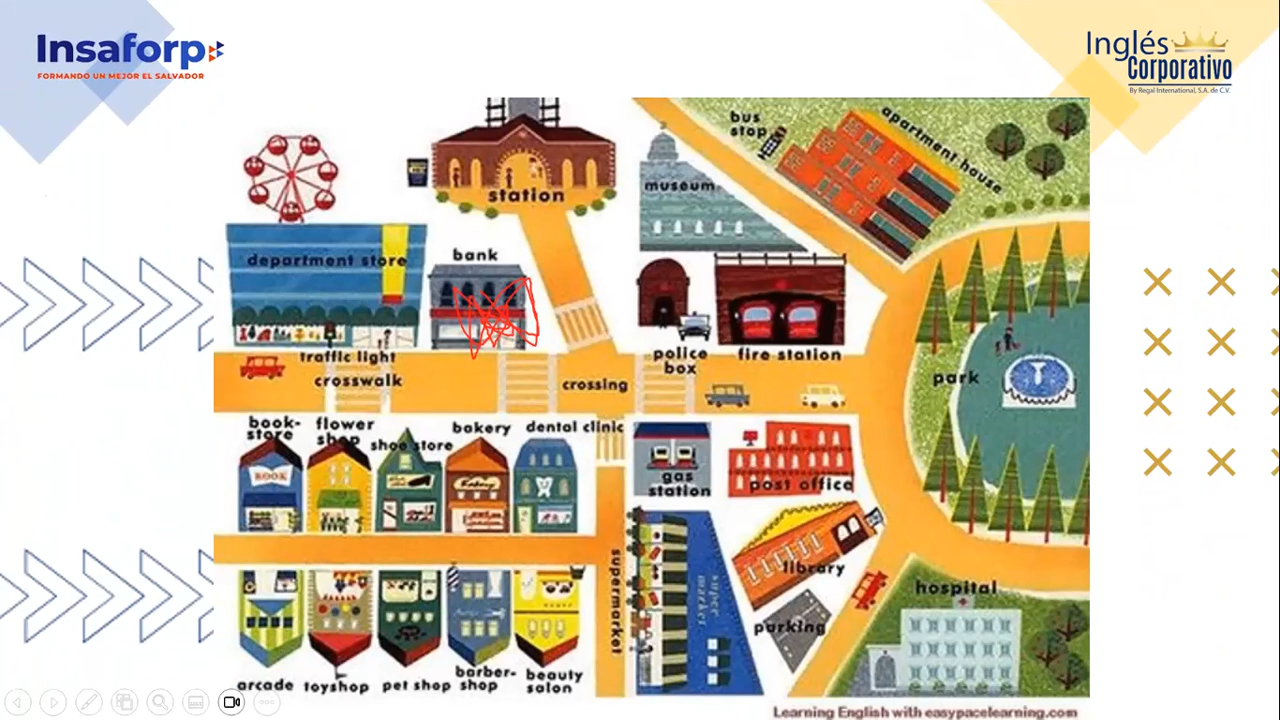 Insaforp
FORMANDO UN MEJOR EL SALVADOR
Inglés
Corporativo
By Regal International, S.A. de C.V.
bus
stop
apartment house
station
museum
department store
bank
traffic light
police
box
fire station
crosswalk
crossing
park
book-
store
flower
shop
shoe store
bakery
dental clinic
BOOK
Bakery
gas
station
post office
supermarket
super
market
library
hospital
parking
arcade
toyshop
pet shop
barber-
shop
beauty
salon
Learning English with easypacelearning.com